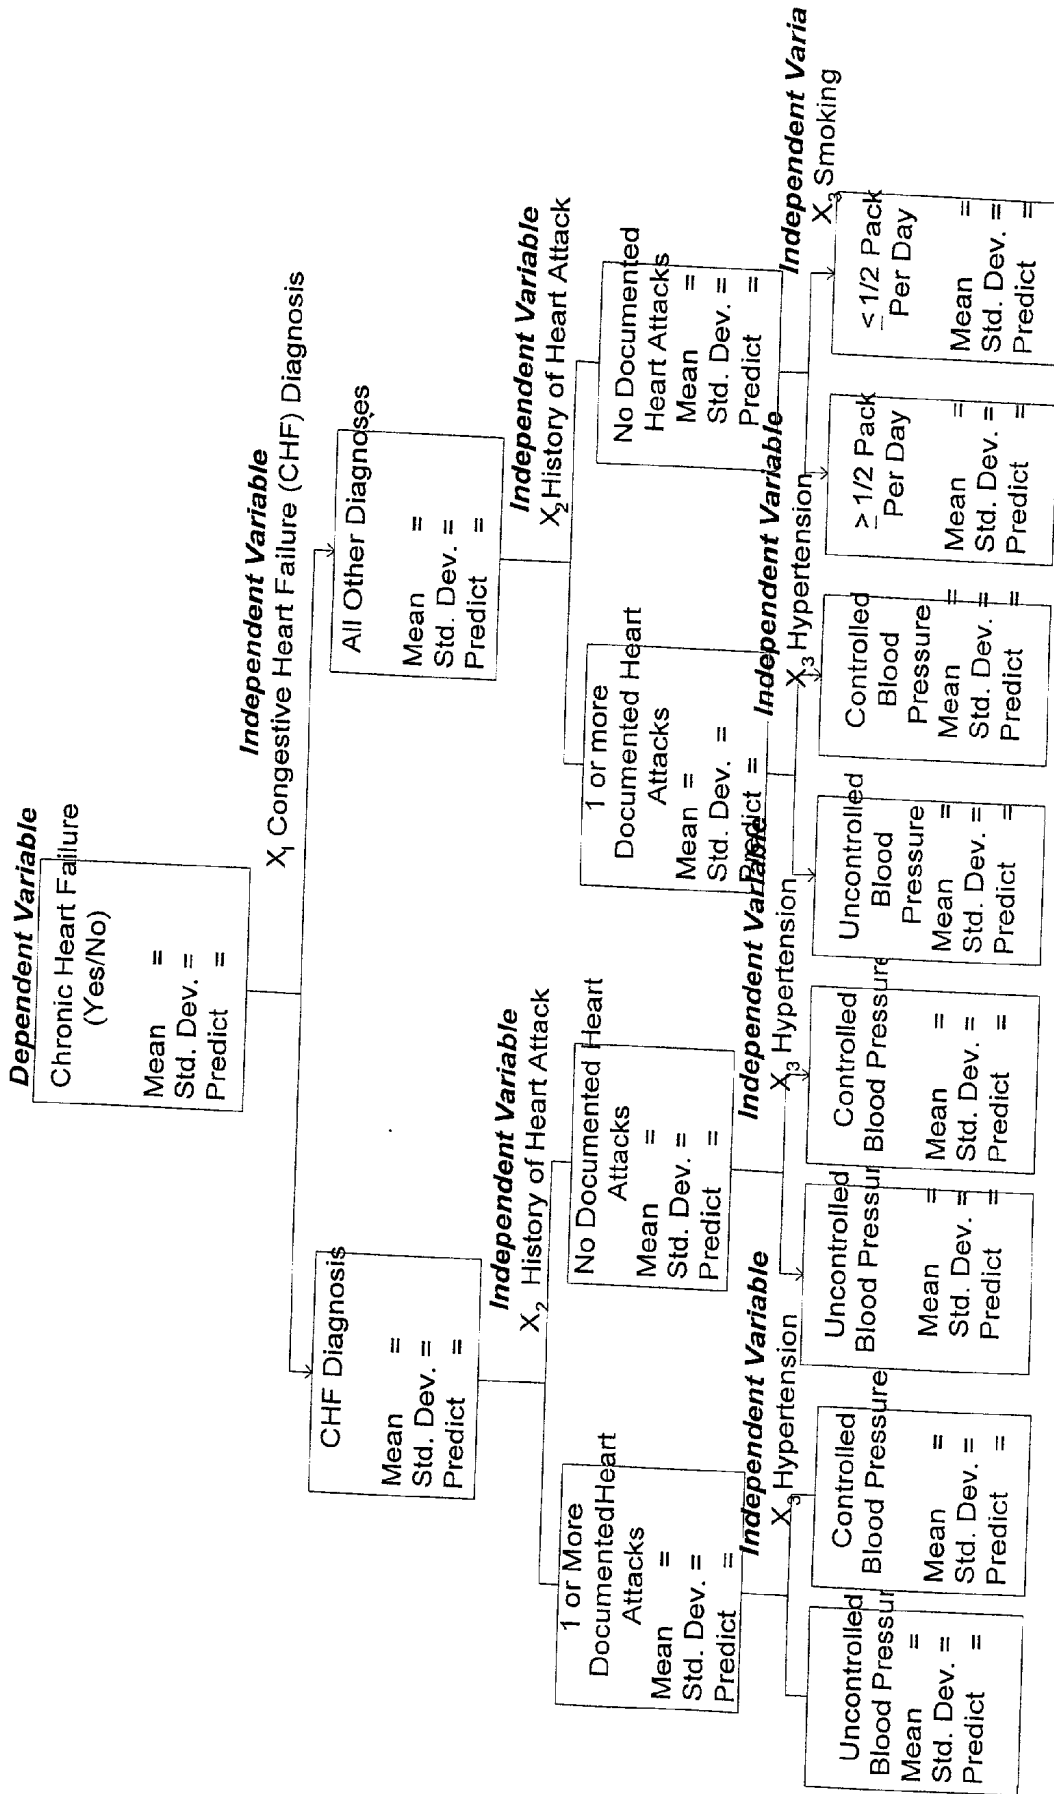 Dependent Variable
Chronic Heart Failure
(Yes/No)
Mean =
Std. Dev. =
Predict =
Independent Variable
X1 Congestive Heart Failure (CHF) Diagnosis
CHF Diagnosis
Mean =
Std. Dev. =
Predict =
All Other Diagnoses
Mean =
Std. Dev. =
Predict =
Independent Variable
X2 History of Heart Attack
Independent Variable
X2 History of Heart Attack
1 or More
Documented Heart
Attacks
Mean =
Std. Dev. =
Predict =
No Documented Heart
Attacks
Mean =
Std. Dev. =
Predict =
1 or more
Documented Heart
Attacks
Mean =
Std. Dev. =
Predict =
No Documented
Heart Attacks
Mean =
Std. Dev. =
Predict =
Independent Variable
X3 Hypertension
Independent Variable
X3 Hypertension
Independent Variable
X3 Hypertension
Independent Varia
X3 Smoking
Uncontrolled
Blood Pressur
Mean =
Std. Dev. =
Predict =
Controlled
Blood Pressure
Mean =
Std. Dev. =
Predict =
Uncontrolled
Blood Pressur
Mean =
Std. Dev. =
Predict =
Controlled
Blood Pressure
Mean =
Std. Dev. =
Predict =
Uncontrolled
Blood
Pressure
Mean =
Std. Dev. =
Predict =
Controlled
Blood
Pressure
Mean =
Std. Dev. =
Predict =
≥ 1/2 Pack
Per Day
Mean =
Std. Dev. =
Predict =
≤ 1/2 Pack
Per Day
Mean =
Std. Dev. =
Predict =